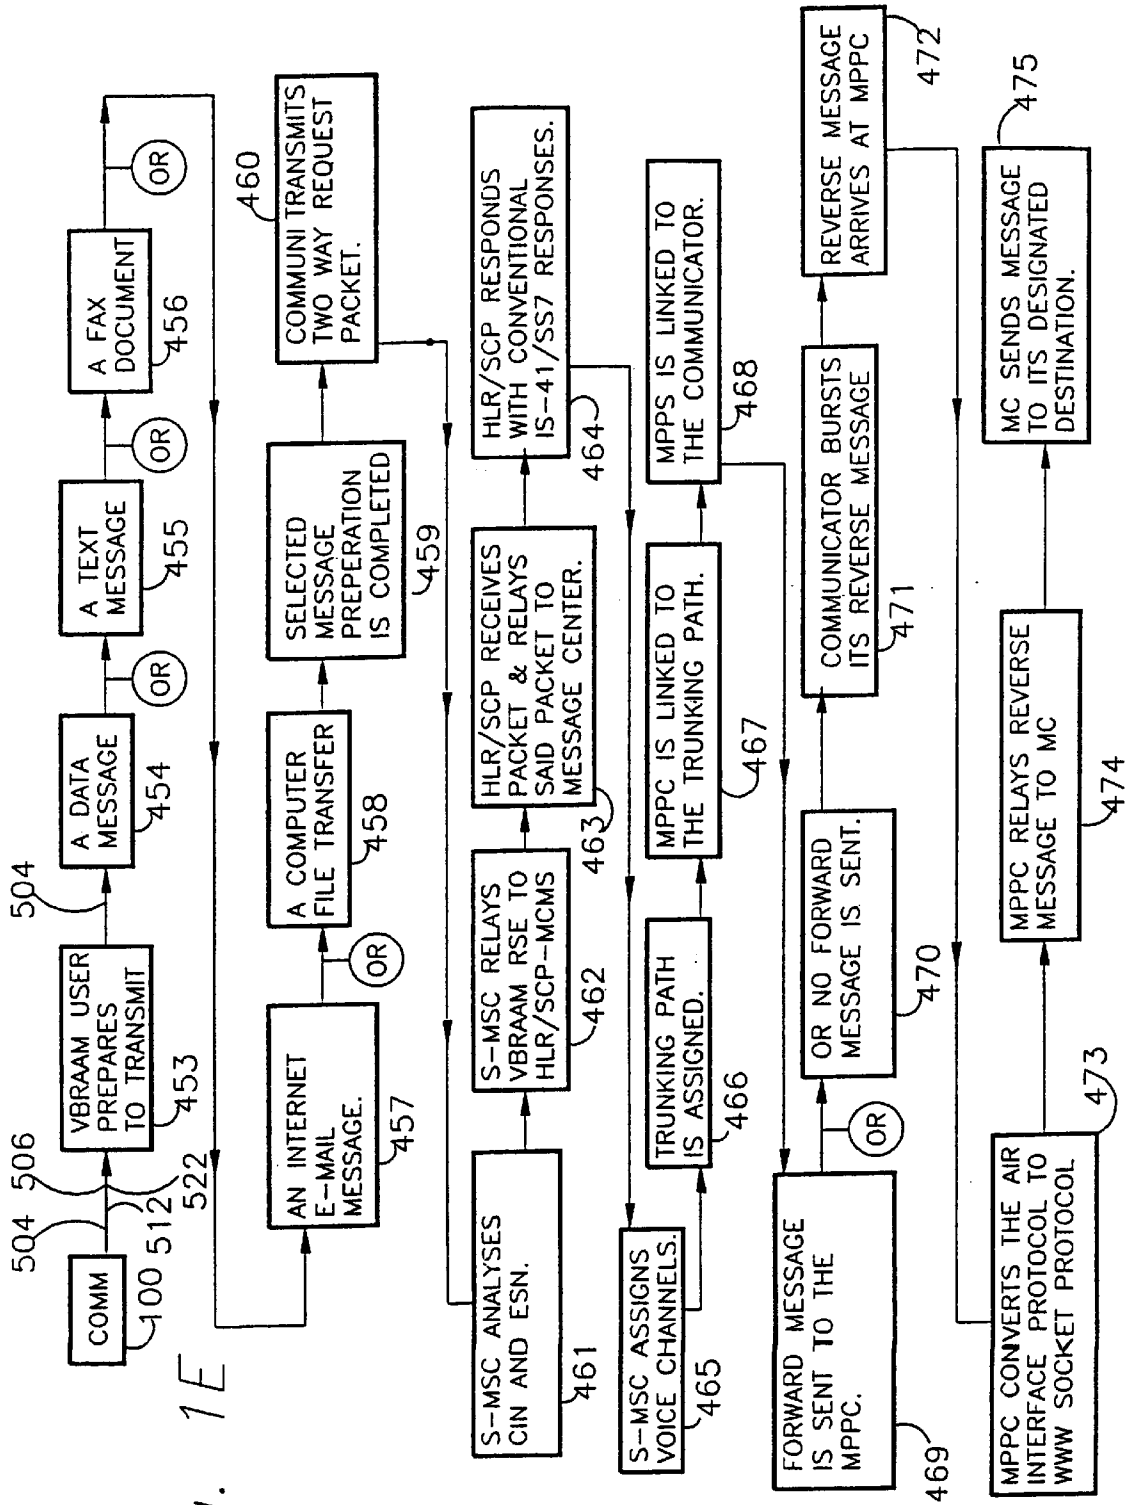 . 1E
504
506
504
COMM
100
512
522
VBRAAM USER
PREPARES
TO TRANSMIT
453
A DATA
MESSAGE
454
OR
A TEXT
MESSAGE
455
OR
A FAX
DOCUMENT
456
OR
AN INTERNET
E-MAIL
MESSAGE.
457
OR
A COMPUTER
FILE TRANSFER
458
SELECTED
MESSAGE
PREPERATION
IS COMPLETED
459
460
COMMUNI TRANSMITS
TWO WAY REQUEST
PACKET.
S-MSC ANALYSES
CIN AND ESN.
461
S-MSC RELAYS
VBRAAM RSE TO
HLR/SCP-MCMS
462
HLR/SCP RECEIVES
PACKET & RELAYS
SAID PACKET TO
MESSAGE CENTER.
463
HLR/SCP RESPONDS
WITH CONVENTIONAL
IS-41/SS7 RESPONSES.
464
S-MSC ASSIGNS
VOICE CHANNELS.
465
TRUNKING PATH
IS ASSIGNED.
466
MPPC IS LINKED TO
THE TRUNKING PATH.
467
MPPS IS LINKED TO
THE COMMUNICATOR.
468
FORWARD MESSAGE
IS SENT TO THE
MPPC.
469
OR
OR NO FORWARD
MESSAGE IS SENT.
470
COMMUNICATOR BURSTS
ITS REVERSE MESSAGE
471
REVERSE MESSAGE
ARRIVES AT MPPC
472
MPPC CONVERTS THE AIR
INTERFACE PROTOCOL TO
WWW SOCKET PROTOCOL
473
MPPC RELAYS REVERSE
MESSAGE TO MC
474
MC SENDS MESSAGE
TO ITS DESIGNATED
DESTINATION.
475